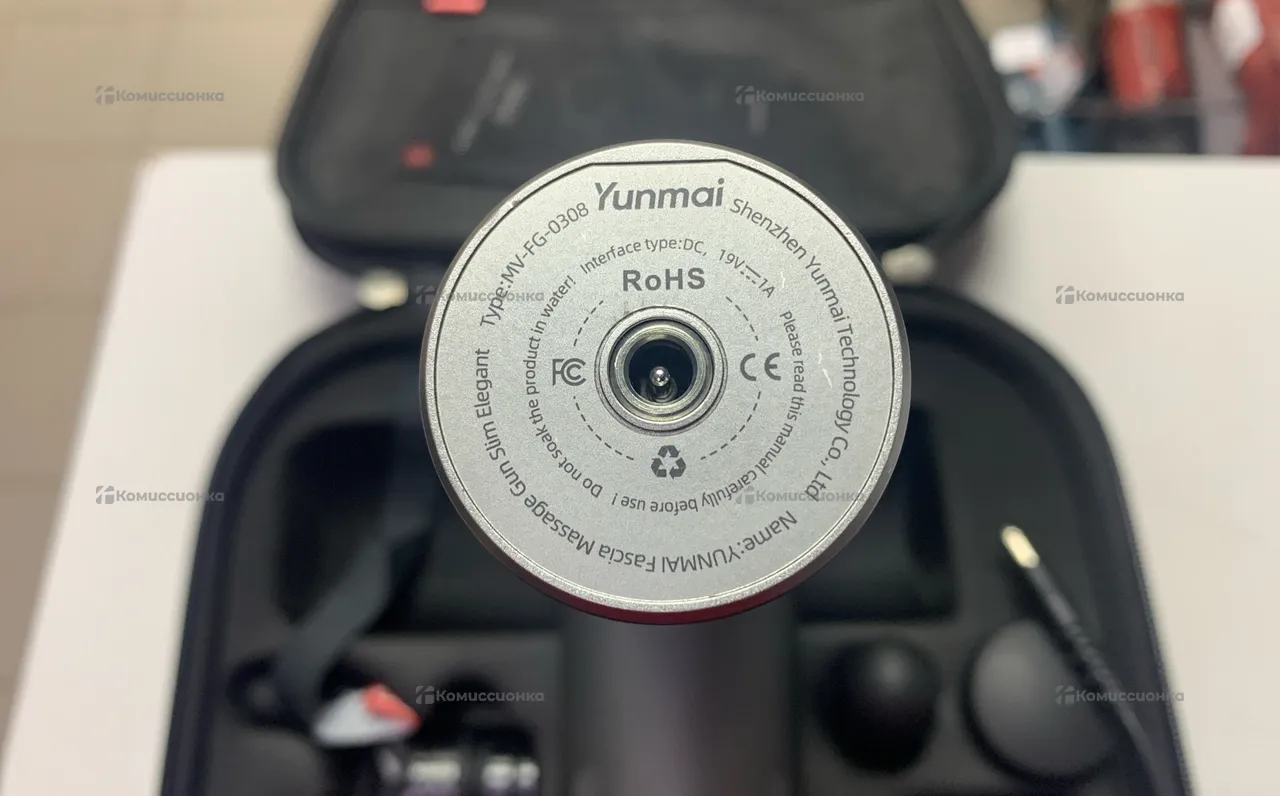 Yunmai
Shenzhen Yunmai Technology Co., Ltd
Name:YUNMAI Fascia Massage Gun Slim Elegant
Type:MV-FG-0308
Interface type:DC, 19V⎓1A
please read this manual carefully before use !
Do not soak the product in water!
RoHS
FC
CE
Комиссионка
Комиссионка
Комиссионка
Комиссионка
Комиссионка
Комиссионка
Комиссионка
Комиссионка